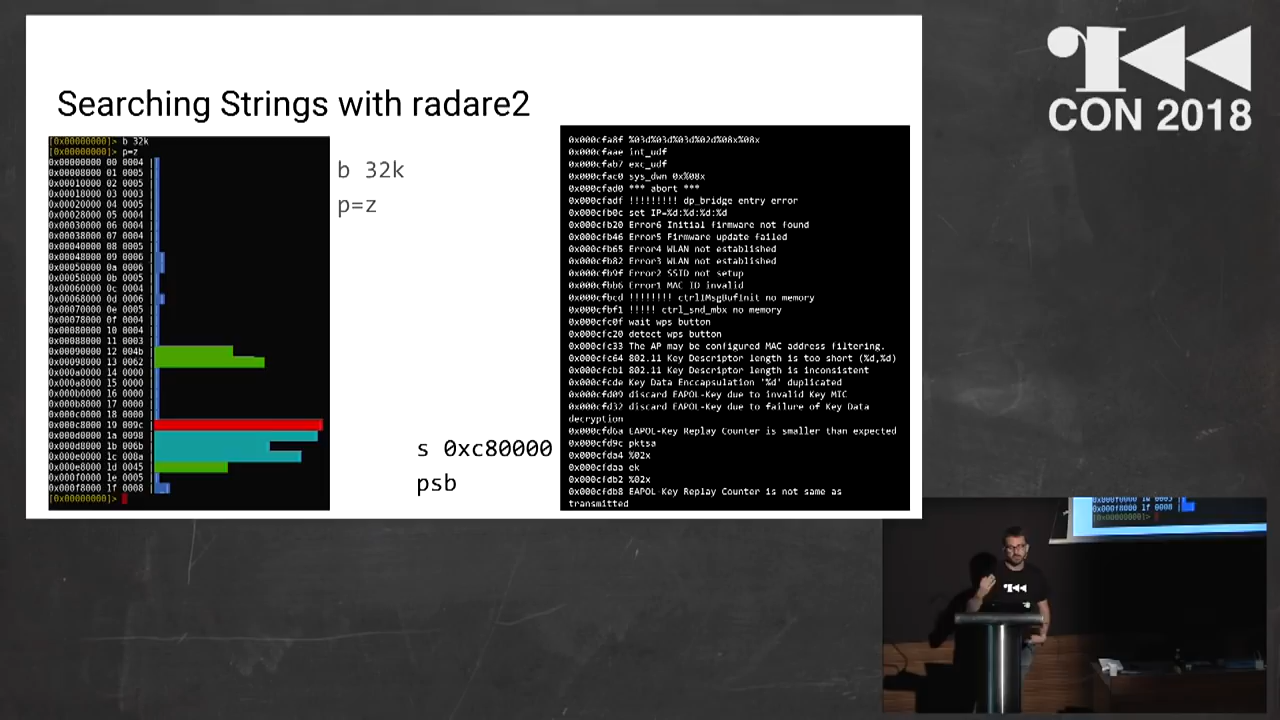 Searching Strings with radare2
[0x00000000]> b 32k
[0x00000000]> p=z
0x00000000 00 0004
0x00008000 01 0005
0x00010000 02 0005
0x00018000 03 0003
0x00020000 04 0005
0x00028000 05 0004
0x00030000 06 0004
0x00038000 07 0004
0x00040000 08 0005
0x00048000 09 0006
0x00050000 0a 0006
0x00058000 0b 0005
0x00060000 0c 0004
0x00068000 0d 0006
0x00070000 0e 0005
0x00078000 0f 0004
0x00080000 10 0004
0x00088000 11 0003
0x00090000 12 004b
0x00098000 13 0062
0x000a0000 14 0000
0x000a8000 15 0000
0x000b0000 16 0000
0x000b8000 17 0000
0x000c0000 18 0000
0x000c8000 19 009c
0x000d0000 1a 0098
0x000d8000 1b 006b
0x000e0000 1c 008a
0x000e8000 1d 0045
0x000f0000 1e 0005
0x000f8000 1f 0008
[0x00000000]>
b 32k
p=z
s 0xc80000
psb
0x000cfa8f %03d%03d%03d%02d%08x%08x
0x000cfaae int_udf
0x000cfab7 exc_udf
0x000cfac0 sys_dwn 0x%08x
0x000cfad0 *** abort ***
0x000cfadf !!!!!!!!! dp_bridge entry error
0x000cfb0c set IP=%d:%d:%d:%d
0x000cfb20 Error6 Initial firmware not found
0x000cfb46 Error5 Firmware update failed
0x000cfb65 Error4 WLAN not established
0x000cfb82 Error3 WLAN not established
0x000cfb9f Error2 SSID not setup
0x000cfbb6 Error1 MAC ID invalid
0x000cfbcd !!!!!!!! ctrlIMsgBufInit no memory
0x000cfbf1 !!!!! ctrl_snd_mbx no memory
0x000cfc0f wait wps button
0x000cfc20 detect wps button
0x000cfc33 The AP may be configured MAC address filtering.
0x000cfc64 802.11 Key Descriptor length is too short (%d,%d)
0x000cfcb1 802.11 Key Descriptor length is inconsistent
0x000cfcde Key Data Enccapsulation '%d' duplicated
0x000cfd09 discard EAPOL-Key due to invalid Key MIC
0x000cfd32 discard EAPOL-Key due to failure of Key Data
decryption
0x000cfd6a EAPOL-Key Replay Counter is smaller than expected
0x000cfd9c pktsa
0x000cfda4 %02x
0x000cfdaa ek
0x000cfdb2 %02x
0x000cfdb8 EAPOL-Key Replay Counter is not same as
transmitted
CON 2018
0x000f8000 1f 0008